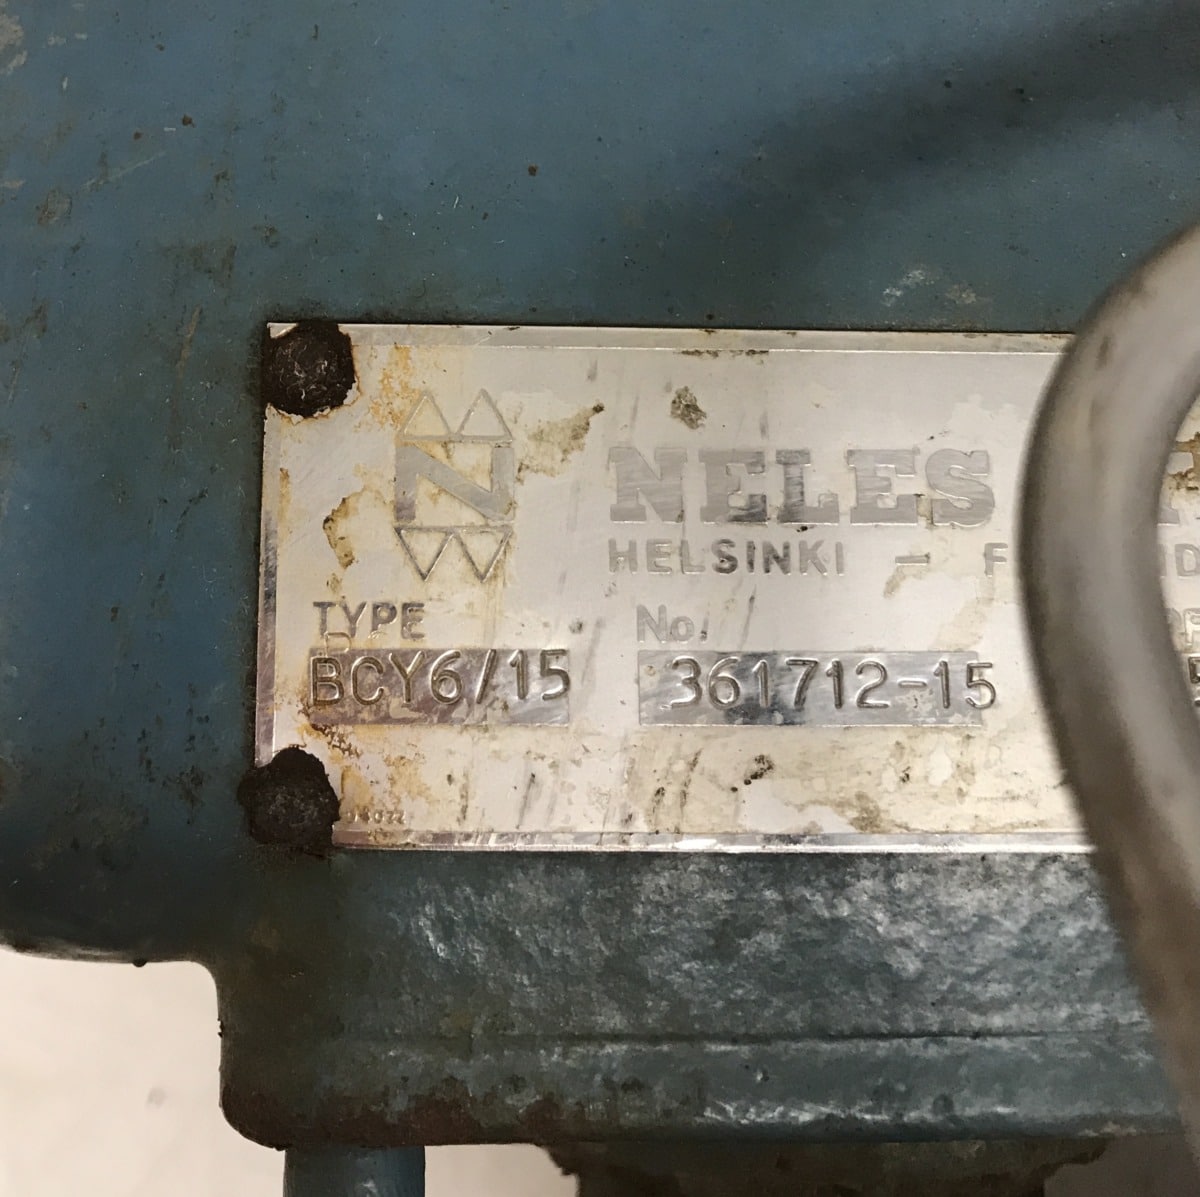 N
NELES
HELSINKI -
TYPE No.
BCY6/15 361712-15